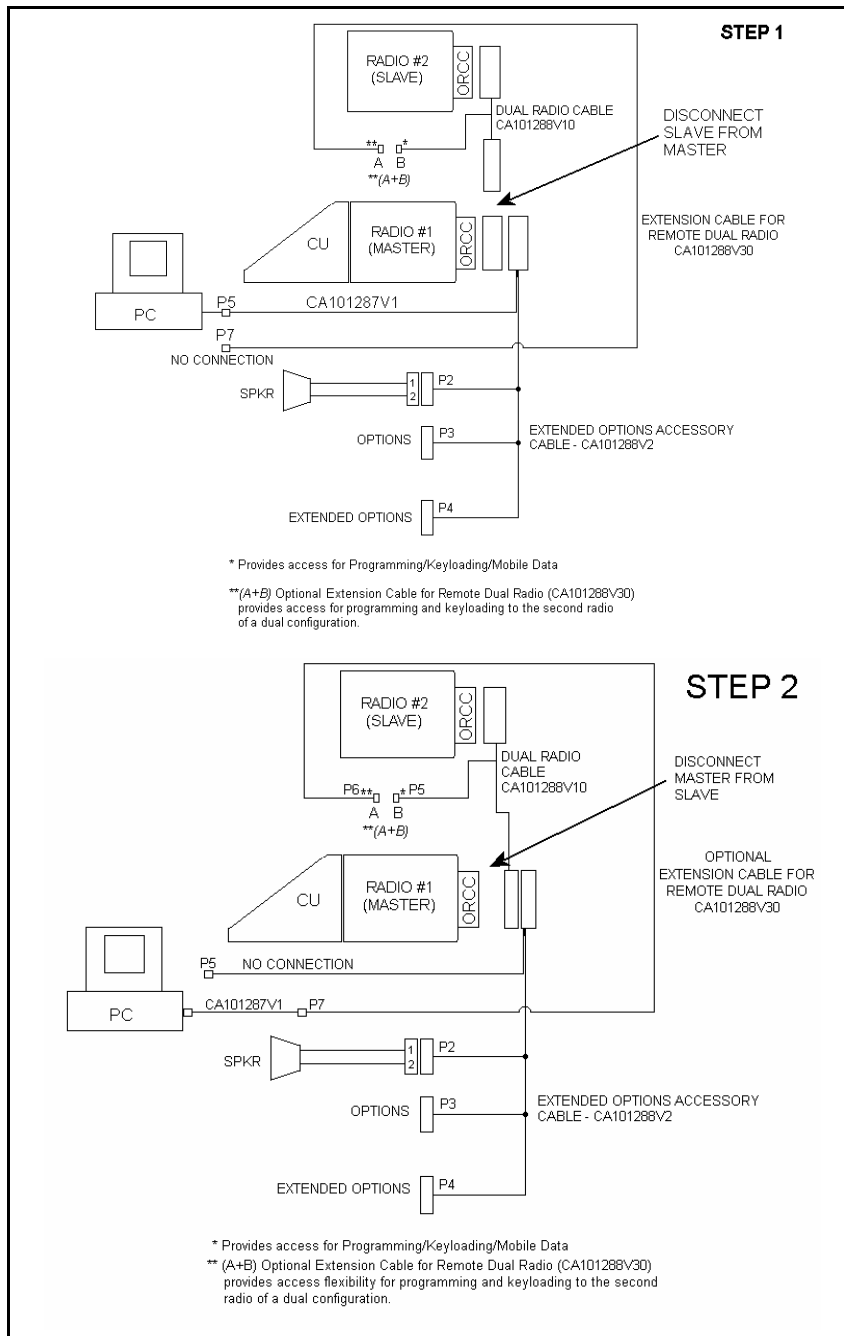 STEP 1
RADIO #2
(SLAVE)
ORCC
DUAL RADIO CABLE
CA101288V10
DISCONNECT
SLAVE FROM
MASTER
** *
A B
**(A+B)
EXTENSION CABLE FOR
REMOTE DUAL RADIO
CA101288V30
CU
RADIO #1
(MASTER)
ORCC
PC
P5
CA101287V1
P7
NO CONNECTION
SPKR
1
2
P2
OPTIONS
P3
EXTENDED OPTIONS ACCESSORY
CABLE - CA101288V2
EXTENDED OPTIONS
P4
* Provides access for Programming/Keyloading/Mobile Data
**(A+B) Optional Extension Cable for Remote Dual Radio (CA101288V30)
provides access for programming and keyloading to the second radio
of a dual configuration.
STEP 2
RADIO #2
(SLAVE)
ORCC
DUAL RADIO
CABLE
CA101288V10
DISCONNECT
MASTER FROM
SLAVE
P6** * P5
A B
**(A+B)
OPTIONAL
EXTENSION CABLE FOR
REMOTE DUAL RADIO
CA101288V30
CU
RADIO #1
(MASTER)
ORCC
P5
NO CONNECTION
PC
CA101287V1
P7
SPKR
1
2
P2
OPTIONS
P3
EXTENDED OPTIONS ACCESSORY
CABLE - CA101288V2
EXTENDED OPTIONS
P4
* Provides access for Programming/Keyloading/Mobile Data
** (A+B) Optional Extension Cable for Remote Dual Radio (CA101288V30)
provides access flexibility for programming and keyloading to the second
radio of a dual configuration.